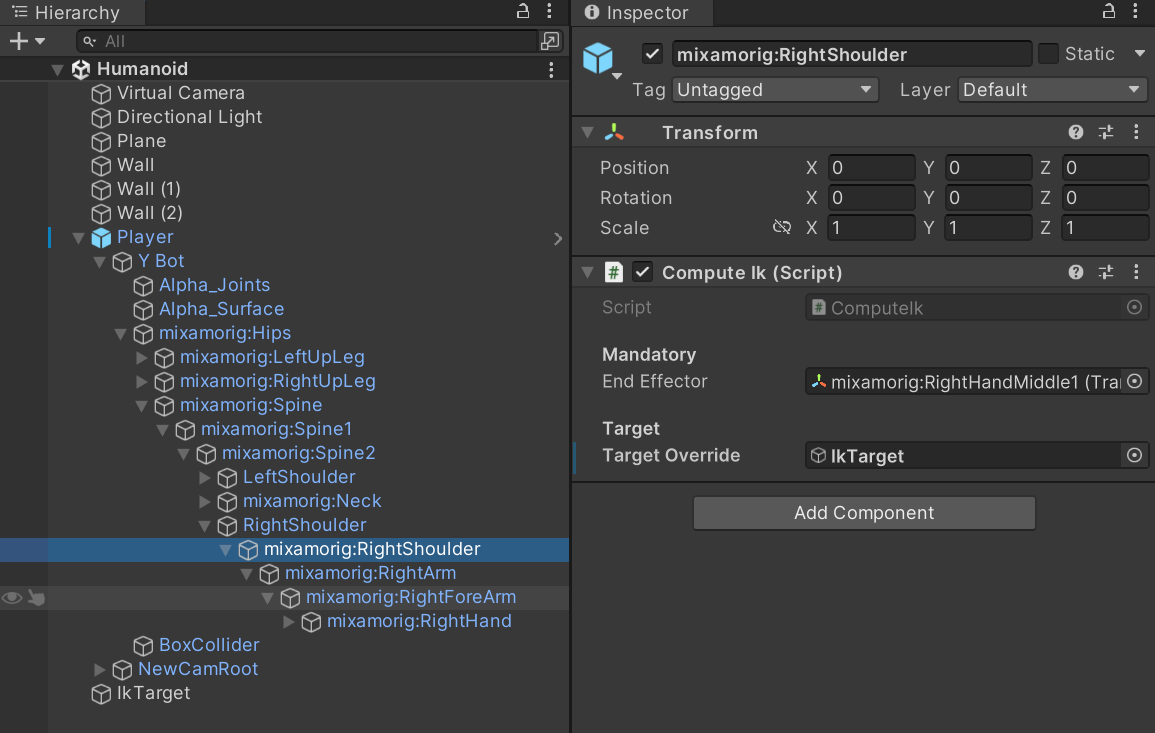 Hierarchy
All
Humanoid
Virtual Camera
Directional Light
Plane
Wall
Wall (1)
Wall (2)
Player
Y Bot
Alpha_Joints
Alpha_Surface
mixamorig:Hips
mixamorig:LeftUpLeg
mixamorig:RightUpLeg
mixamorig:Spine
mixamorig:Spine1
mixamorig:Spine2
LeftShoulder
mixamorig:Neck
RightShoulder
mixamorig:RightShoulder
mixamorig:RightArm
mixamorig:RightForeArm
mixamorig:RightHand
BoxCollider
NewCamRoot
IkTarget
Inspector
mixamorig:RightShoulder Static
Tag Untagged Layer Default
Transform
Position X 0 Y 0 Z 0
Rotation X 0 Y 0 Z 0
Scale X 1 Y 1 Z 1
# Compute Ik (Script)
Script # ComputeIk
Mandatory
End Effector mixamorig:RightHandMiddle1 (Tra
Target
Target Override IkTarget
Add Component